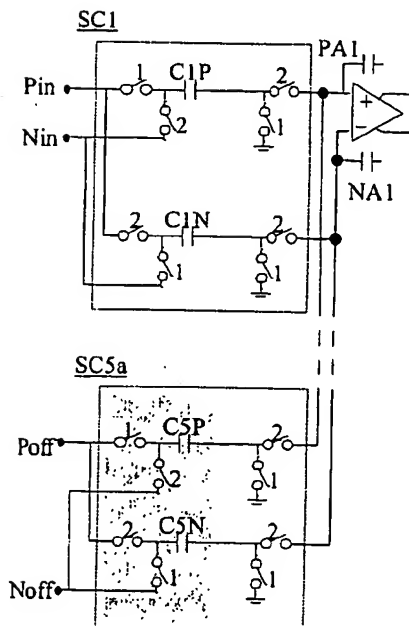 SC1
PA1
1 C1P 2
Pin
+
2 1
Nin
−
NA1
2 C1N 2
1 1
SC5a
1 C5P 2
Poff
2 1
2 C5N 2
1 1
Noff